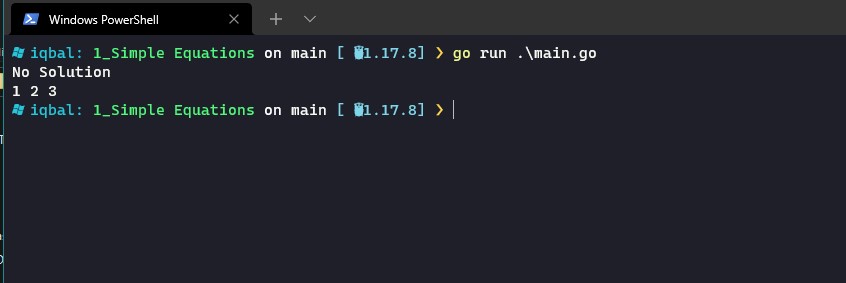 Windows PowerShell
iqbal: 1_Simple Equations on main [ 1.17.8] ❯ go run .\main.go
No Solution
1 2 3
iqbal: 1_Simple Equations on main [ 1.17.8] ❯